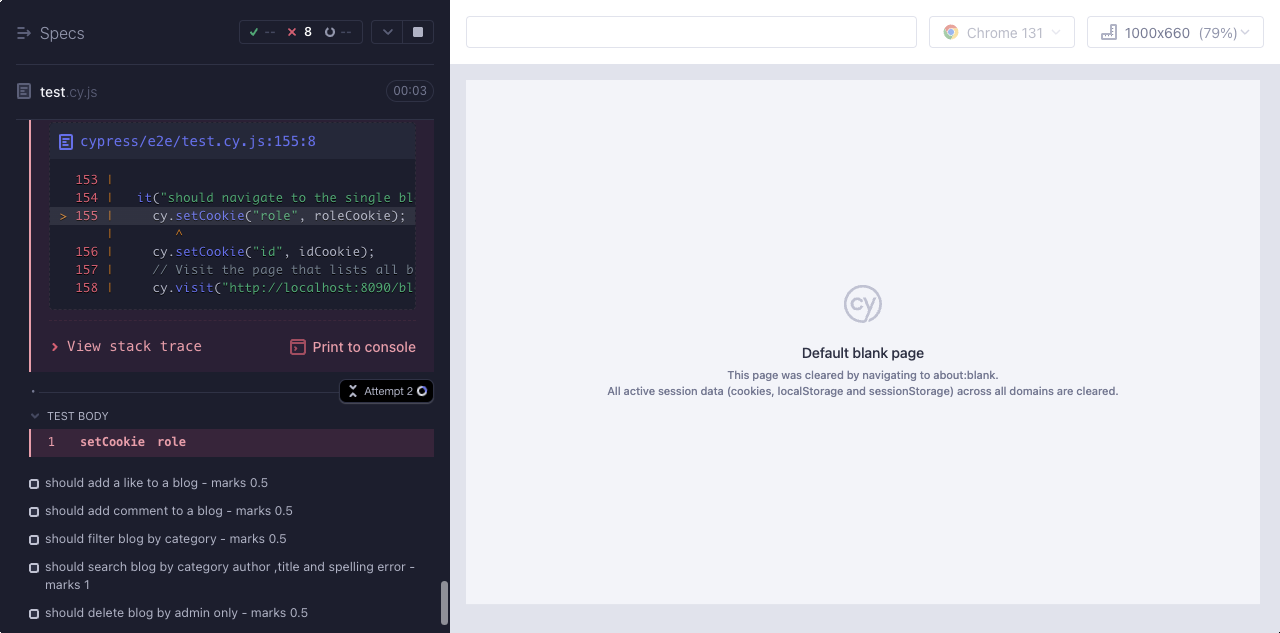 Specs
-- 8 --
test.cy.js
00:03
cypress/e2e/test.cy.js:155:8
153 |
154 | it("should navigate to the single bl
> 155 | cy.setCookie("role", roleCookie);
| ^
156 | cy.setCookie("id", idCookie);
157 | // Visit the page that lists all b
158 | cy.visit("http://localhost:8090/bl
View stack trace
Print to console
Attempt 2
TEST BODY
1 setCookie role
should add a like to a blog - marks 0.5
should add comment to a blog - marks 0.5
should filter blog by category - marks 0.5
should search blog by category author ,title and spelling error -
marks 1
should delete blog by admin only - marks 0.5
Chrome 131
1000x660 (79%)
cy
Default blank page
This page was cleared by navigating to about:blank.
All active session data (cookies, localStorage and sessionStorage) across all domains are cleared.